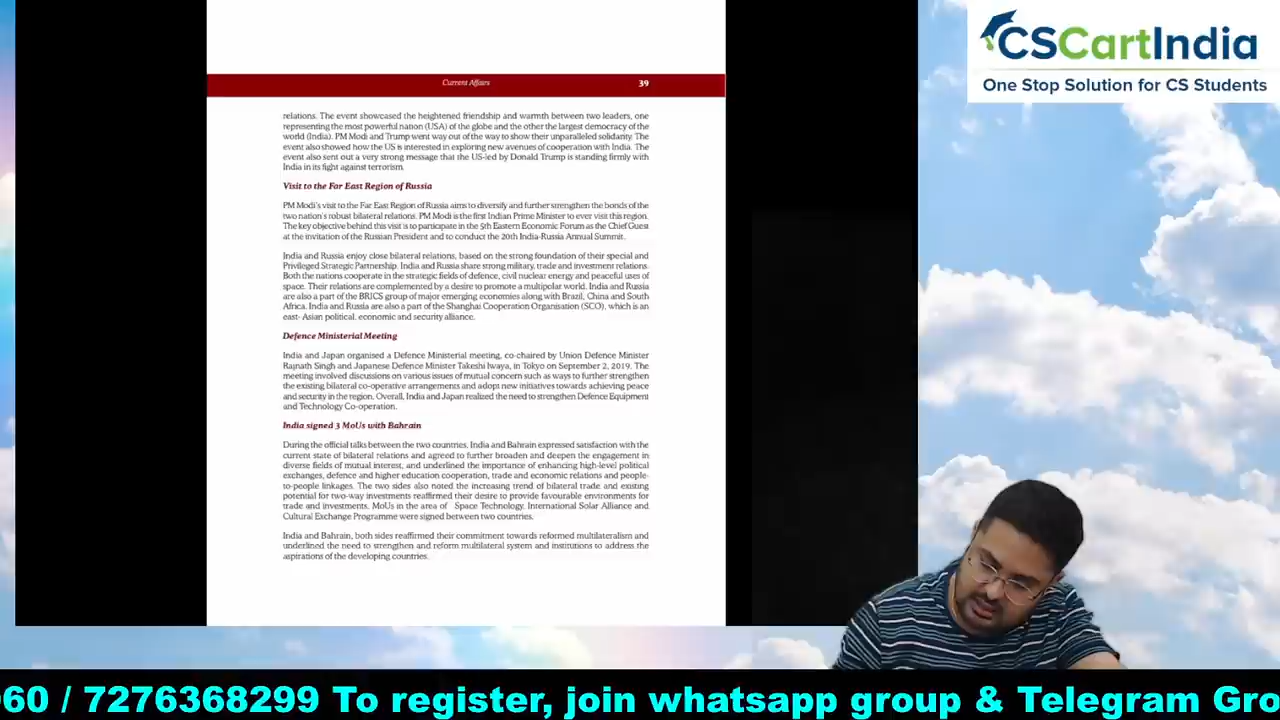 CSCartIndia
One Stop Solution for CS Students
Current Affairs 39
relations. The event showcased the heightened friendship and warmth between two leaders, one
representing the most powerful nation (USA) of the globe and the other the largest democracy of the
world (India). PM Modi and Trump went way out of the way to show their unparalleled solidarity. The
event also showed how the US is interested in exploring new avenues of cooperation with India. The
event also sent out a very strong message that the US-led by Donald Trump is standing firmly with
India in its fight against terrorism.
Visit to the Far East Region of Russia
PM Modi's visit to the Far East Region of Russia aims to diversify and further strengthen the bonds of the
two nation's robust bilateral relations. PM Modi is the first Indian Prime Minister to ever visit this region.
The key objective behind this visit is to participate in the 5th Eastern Economic Forum as the Chief Guest
at the invitation of the Russian President and to conduct the 20th India-Russia Annual Summit.
India and Russia enjoy close bilateral relations, based on the strong foundation of their special and
Privileged Strategic Partnership. India and Russia share strong military, trade and investment relations.
Both the nations cooperate in the strategic fields of defence, civil nuclear energy and peaceful uses of
space. Their relations are complemented by a desire to promote a multipolar world. India and Russia
are also a part of the BRICS group of major emerging economies along with Brazil, China and South
Africa. India and Russia are also a part of the Shanghai Cooperation Organisation (SCO), which is an
east- Asian political, economic and security alliance.
Defence Ministerial Meeting
India and Japan organised a Defence Ministerial meeting, co-chaired by Union Defence Minister
Rajnath Singh and Japanese Defence Minister Takeshi Iwaya, in Tokyo on September 2, 2019. The
meeting involved discussions on various issues of mutual concern such as ways to further strengthen
the existing bilateral co-operative arrangements and adopt new initiatives towards achieving peace
and security in the region. Overall, India and Japan realized the need to strengthen Defence Equipment
and Technology Co-operation.
India signed 3 MoUs with Bahrain
During the official talks between the two countries, India and Bahrain expressed satisfaction with the
current state of bilateral relations and agreed to further broaden and deepen the engagement in
diverse fields of mutual interest, and underlined the importance of enhancing high-level political
exchanges, defence and higher education cooperation, trade and economic relations and people-
to-people linkages. The two sides also noted the increasing trend of bilateral trade and existing
potential for two-way investments reaffirmed their desire to provide favourable environments for
trade and investments. MoUs in the area of Space Technology, International Solar Alliance and
Cultural Exchange Programme were signed between two countries.
India and Bahrain, both sides reaffirmed their commitment towards reformed multilateralism and
underlined the need to strengthen and reform multilateral system and institutions to address the
aspirations of the developing countries.
060 / 7276368299 To register, join whatsapp group & Telegram Gro